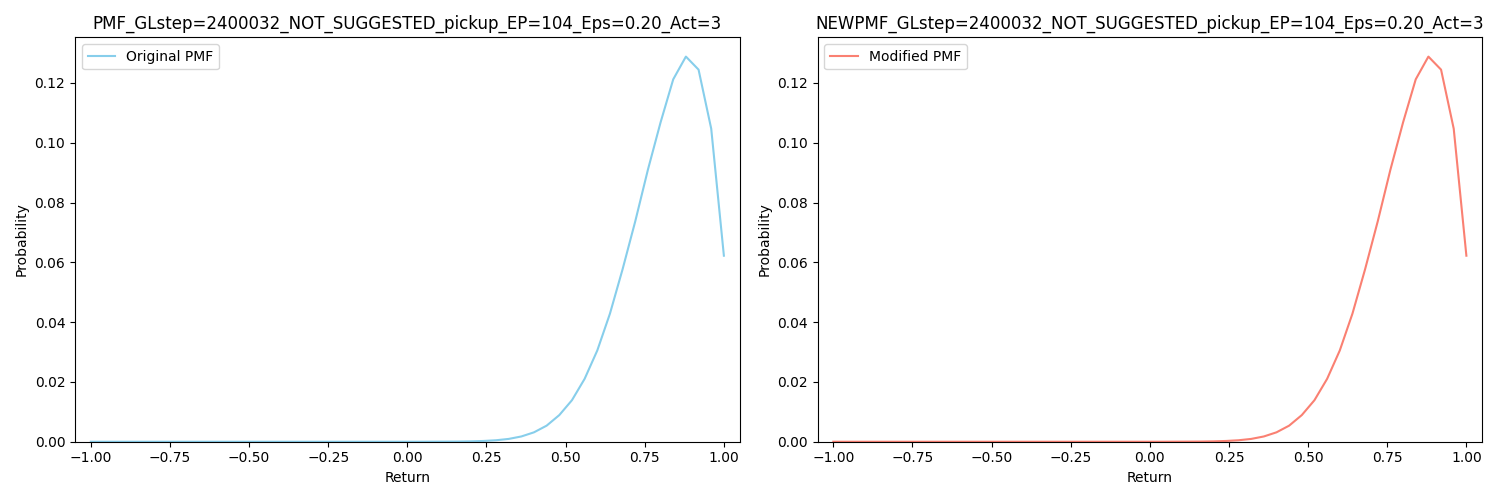 PMF_GLstep=2400032_NOT_SUGGESTED_pickup_EP=104_Eps=0.20_Act=3
Original PMF
Probability
0.12
0.10
0.08
0.06
0.04
0.02
0.00
−1.00 −0.75 −0.50 −0.25 0.00 0.25 0.50 0.75 1.00
Return
NEWPMF_GLstep=2400032_NOT_SUGGESTED_pickup_EP=104_Eps=0.20_Act=3
Modified PMF
Probability
0.12
0.10
0.08
0.06
0.04
0.02
0.00
−1.00 −0.75 −0.50 −0.25 0.00 0.25 0.50 0.75 1.00
Return